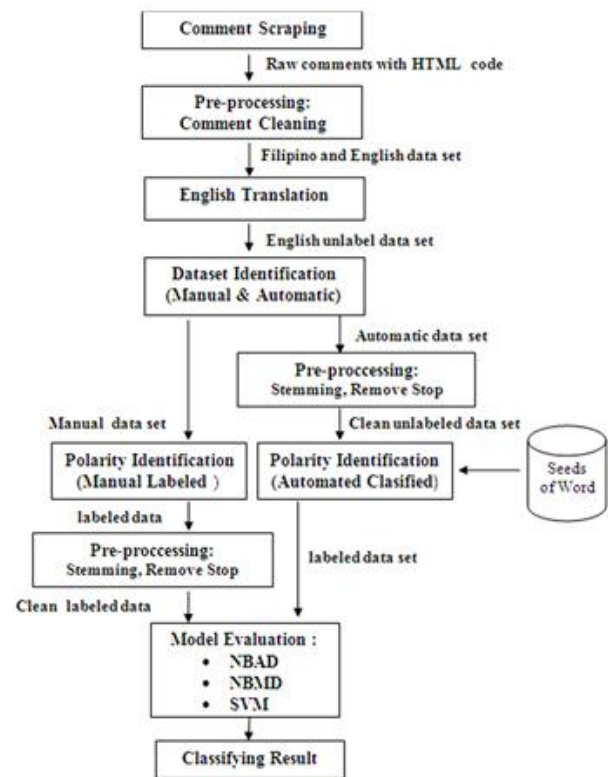 Comment Scraping
Raw comments with HTML code
Pre-processing:
Comment Cleaning
Filipino and English data set
English Translation
English unlabel data set
Dataset Identification
(Manual & Automatic)
Automatic data set
Pre-proccessing:
Stemming, Remove Stop
Manual data set
Clean unlabeled data set
Polarity Identification
(Manual Labeled )
Polarity Identification
(Automated Clasified)
Seeds
of Word
labeled data
Pre-proccessing:
Stemming, Remove Stop
labeled data set
Clean labeled data
Model Evaluation :
• NBAD
• NBMD
• SVM
Classifying Result